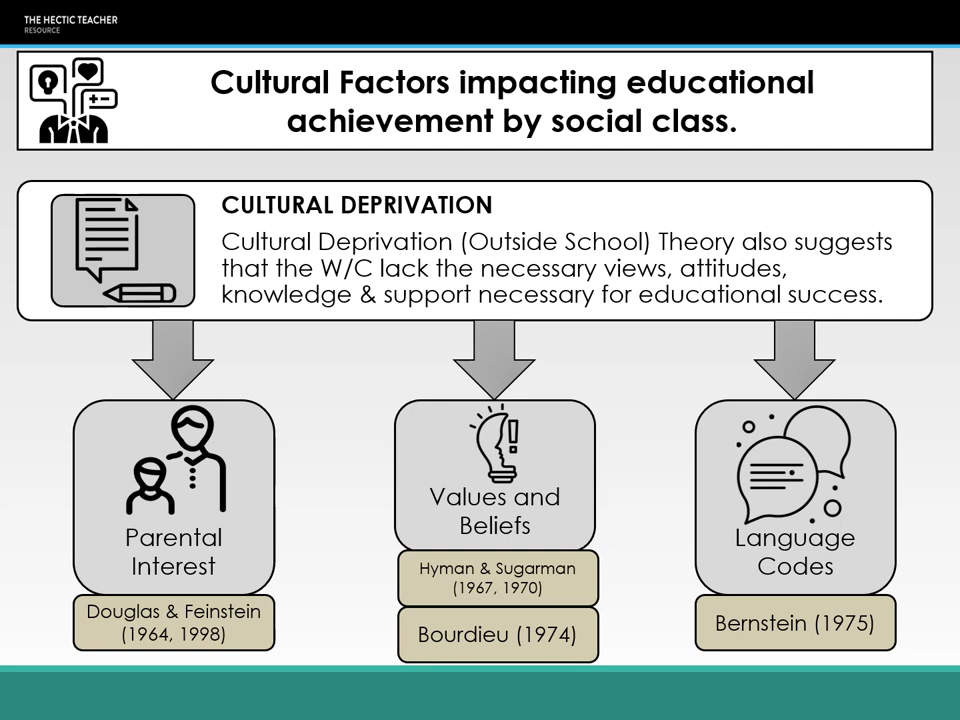 THE HECTIC TEACHER
RESOURCE
Cultural Factors impacting educational
achievement by social class.
CULTURAL DEPRIVATION
Cultural Deprivation (Outside School) Theory also suggests
that the W/C lack the necessary views, attitudes,
knowledge & support necessary for educational success.
Parental
Interest
Douglas & Feinstein
(1964, 1998)
Values and
Beliefs
Hyman & Sugarman
(1967, 1970)
Bourdieu (1974)
Language
Codes
Bernstein (1975)